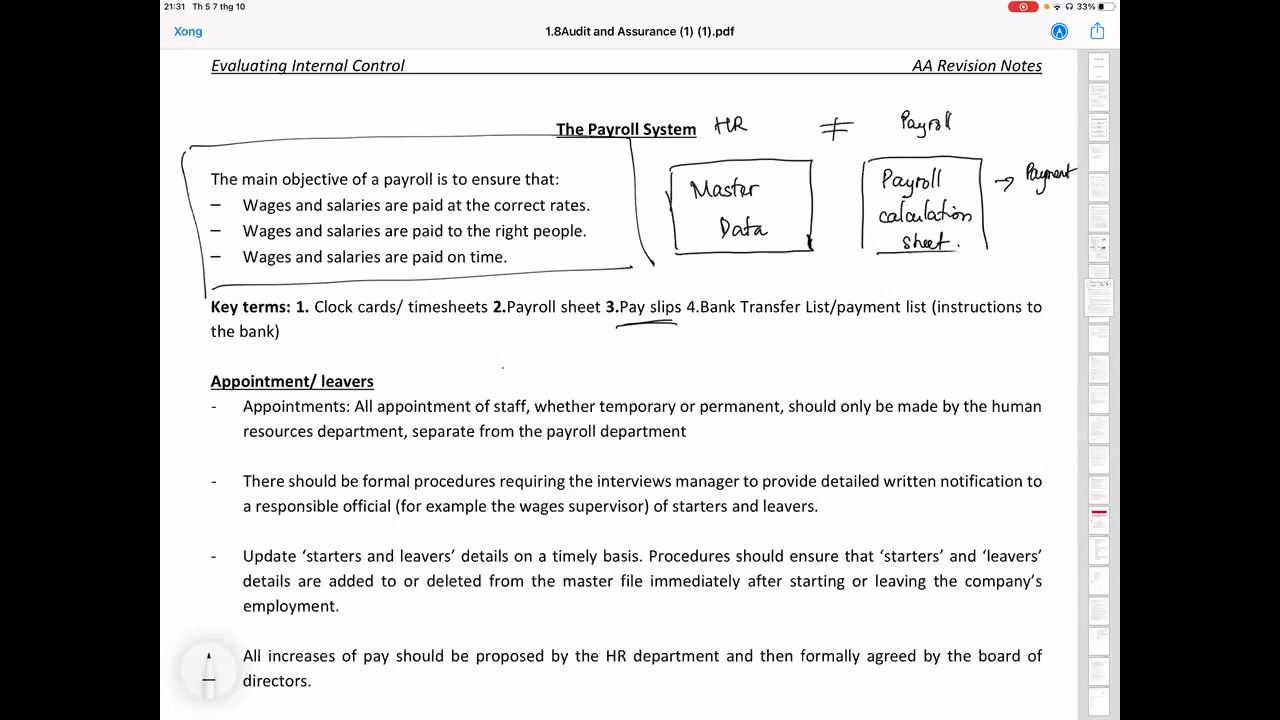 21:31 Th 5 7 thg 10
33%
Xong
1.8Audit and Assurance (1) (1).pdf
Evaluating Internal Control
AA Revision Notes
The Payroll System
HR ≠ Payroll
Master
Data
Payroll
calculation
sheet.
→ Payment
The main objective of a payroll is to ensure that:
– Wages and salaries are paid at the correct rates.
– Wages and salaries are paid to the right people.
– Wages and salaries are paid on time.
Key terms: 1. Clock card/timesheet 2.Payroll sheet 3.Pay slip 4.Bank Transfer List/payment list (instructions to
the bank)
Appointment/ leavers
- Appointments: All appointment of staff, whether temporary or permanent, should only be made by the human
resource department, separate from the payroll department
- There should be formal procedures requiring the interviews manager to provide detailed written notification to
a responsible official(for example the wages supervisor) of starters and leavers.
- Update ‘starters and leavers’ details on a timely basis. Procedures should ensure that ‘starters’ and ‘leavers’
details are added to or deleted from the master file immediately after starting or leaving the company’s
employment.
All increases of pay should be proposed by the HR department and then formally agreed by the board of
directors.